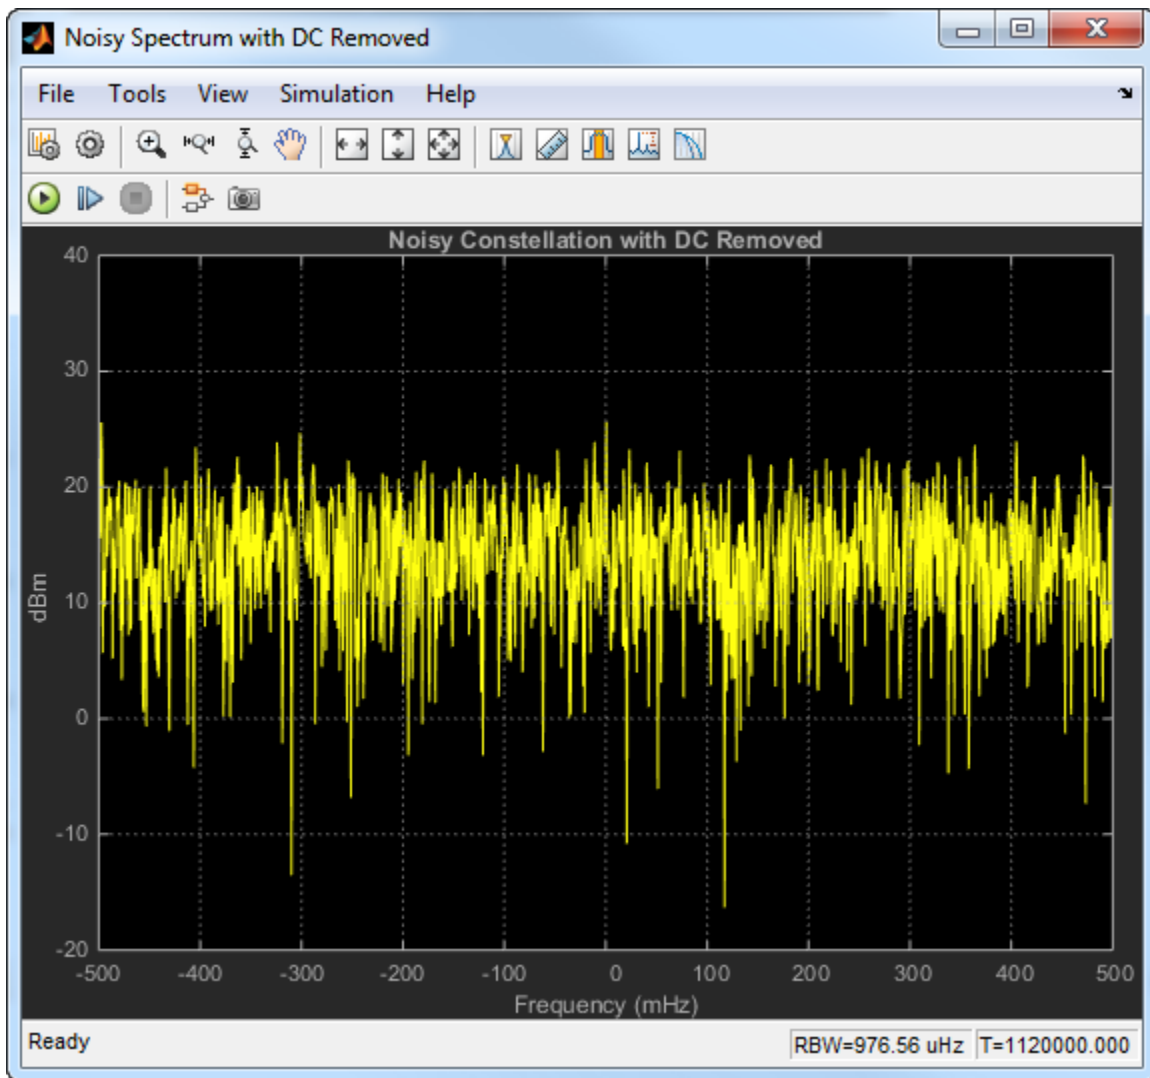 Noisy Spectrum with DC Removed
File Tools View Simulation Help
Noisy Constellation with DC Removed
40
30
20
10
0
-10
-20
dBm
-500 -400 -300 -200 -100 0 100 200 300 400 500
Frequency (mHz)
Ready RBW=976.56 uHz T=1120000.000